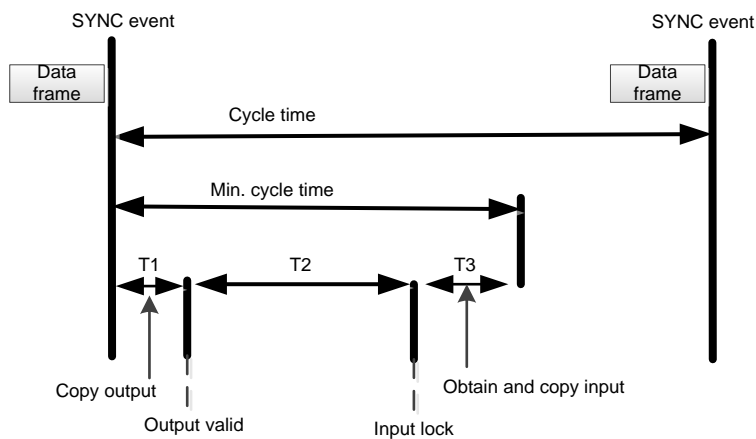 SYNC event
SYNC event
Data
frame
Data
frame
Cycle time
Min. cycle time
T1
T2
T3
Copy output
Obtain and copy input
Output valid
Input lock